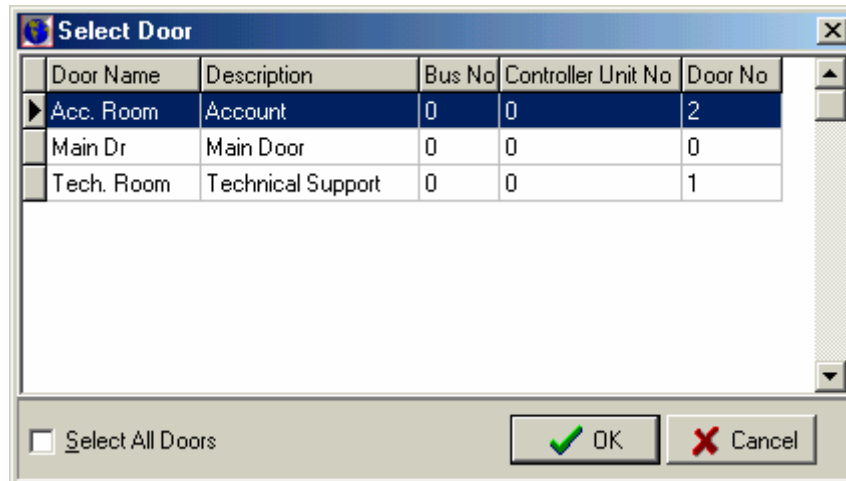 Select Door
Door Name Description Bus No Controller Unit No Door No
Acc. Room Account 0 0 2
Main Dr Main Door 0 0 0
Tech. Room Technical Support 0 0 1
Select All Doors OK Cancel